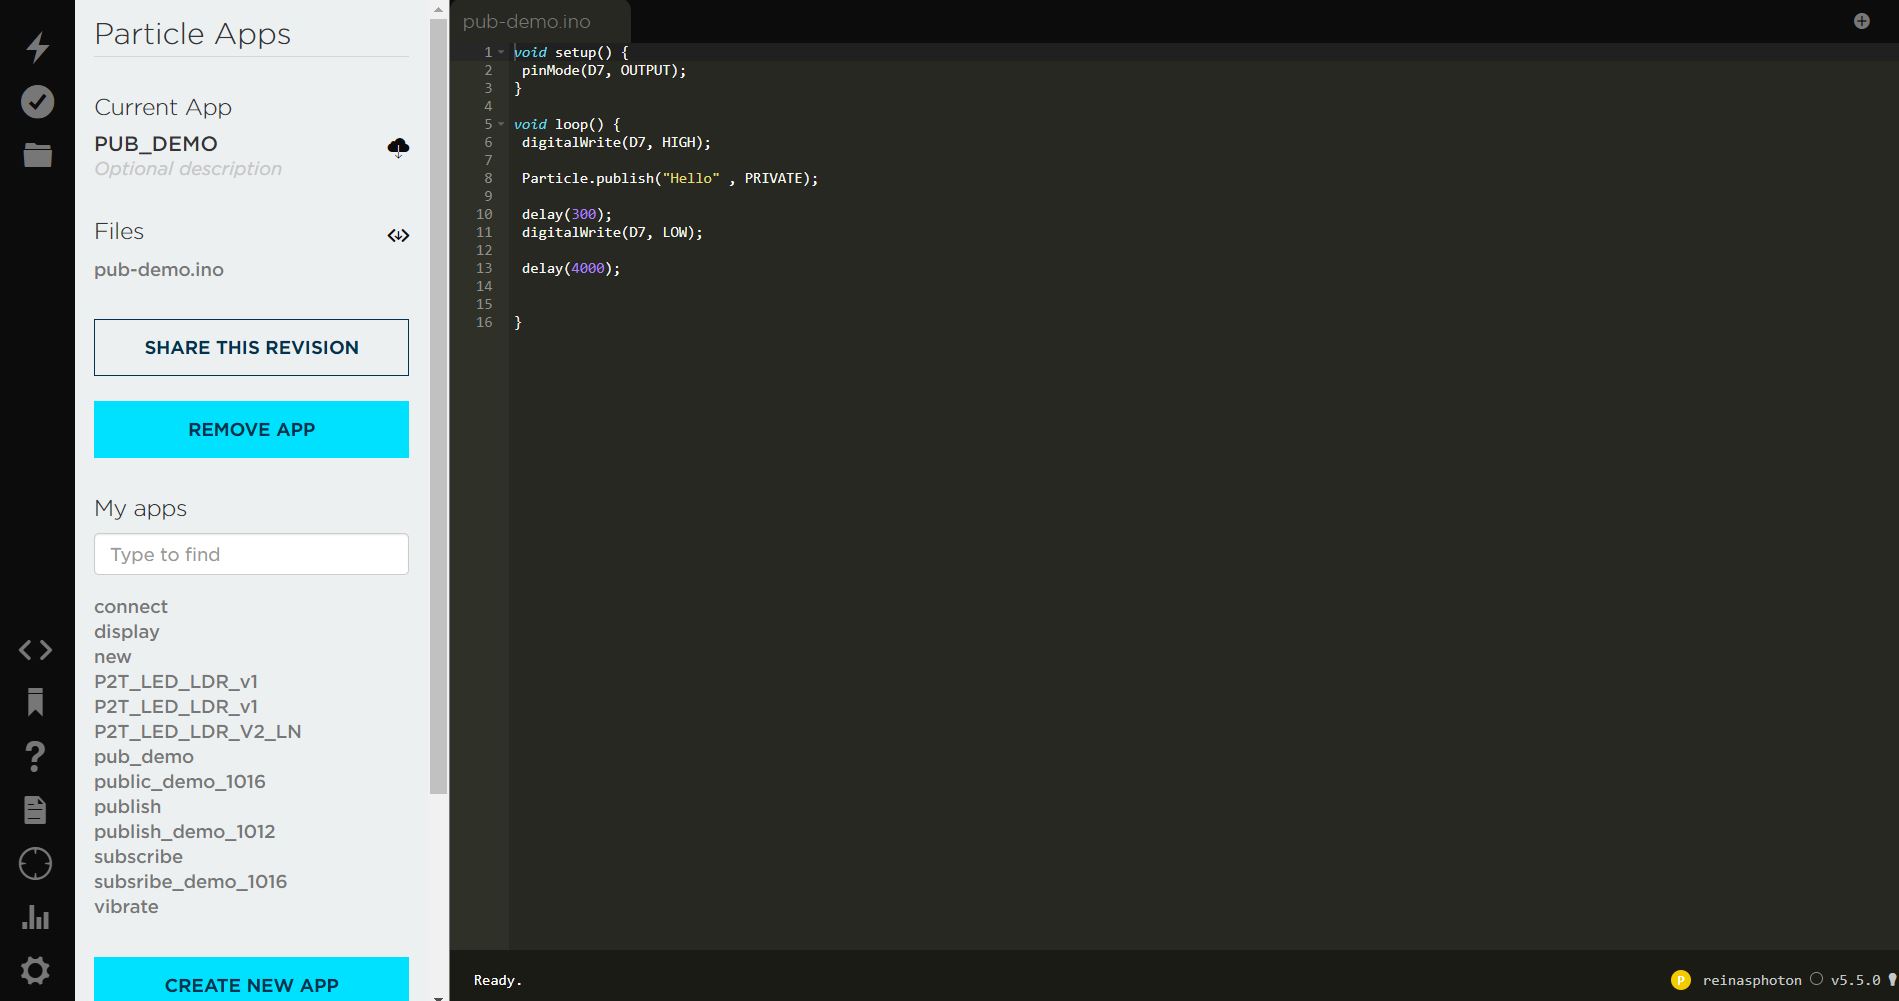 Particle Apps
Current App
PUB_DEMO
Optional description
Files
pub-demo.ino
SHARE THIS REVISION
REMOVE APP
My apps
Type to find
connect
display
new
P2T_LED_LDR_v1
P2T_LED_LDR_v1
P2T_LED_LDR_V2_LN
pub_demo
public_demo_1016
publish
publish_demo_1012
subscribe
subsribe_demo_1016
vibrate
CREATE NEW APP
pub-demo.ino
1 void setup() {
2 pinMode(D7, OUTPUT);
3 }
4
5 void loop() {
6 digitalWrite(D7, HIGH);
7
8 Particle.publish("Hello" , PRIVATE);
9
10 delay(300);
11 digitalWrite(D7, LOW);
12
13 delay(4000);
14
15
16 }
Ready.
P reinasphoton v5.5.0